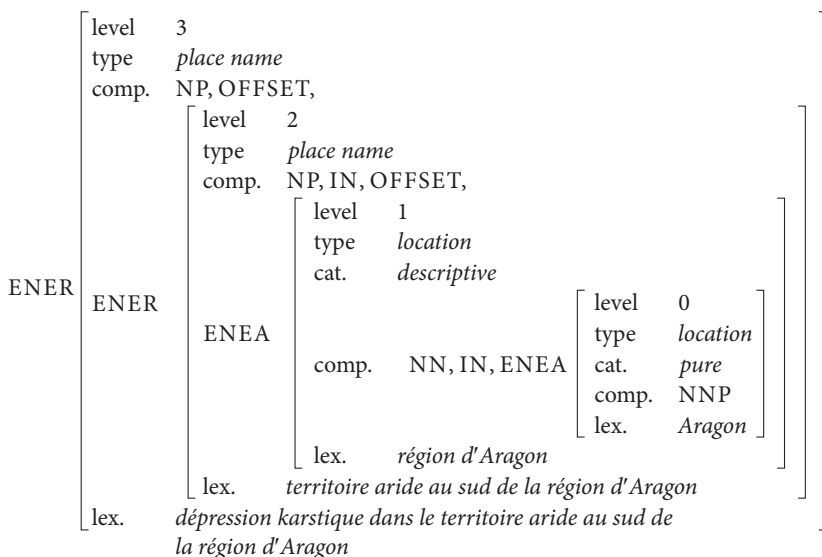 level 3
type place name
comp. NP, OFFSET,
level 2
type place name
comp. NP, IN, OFFSET,
level 1
type location
cat. descriptive
ENER ENER ENEA comp. NN, IN, ENEA
level 0
type location
cat. pure
comp. NNP
lex. Aragon
lex. région d'Aragon
lex. territoire aride au sud de la région d'Aragon
lex. dépression karstique dans le territoire aride au sud de
la région d'Aragon